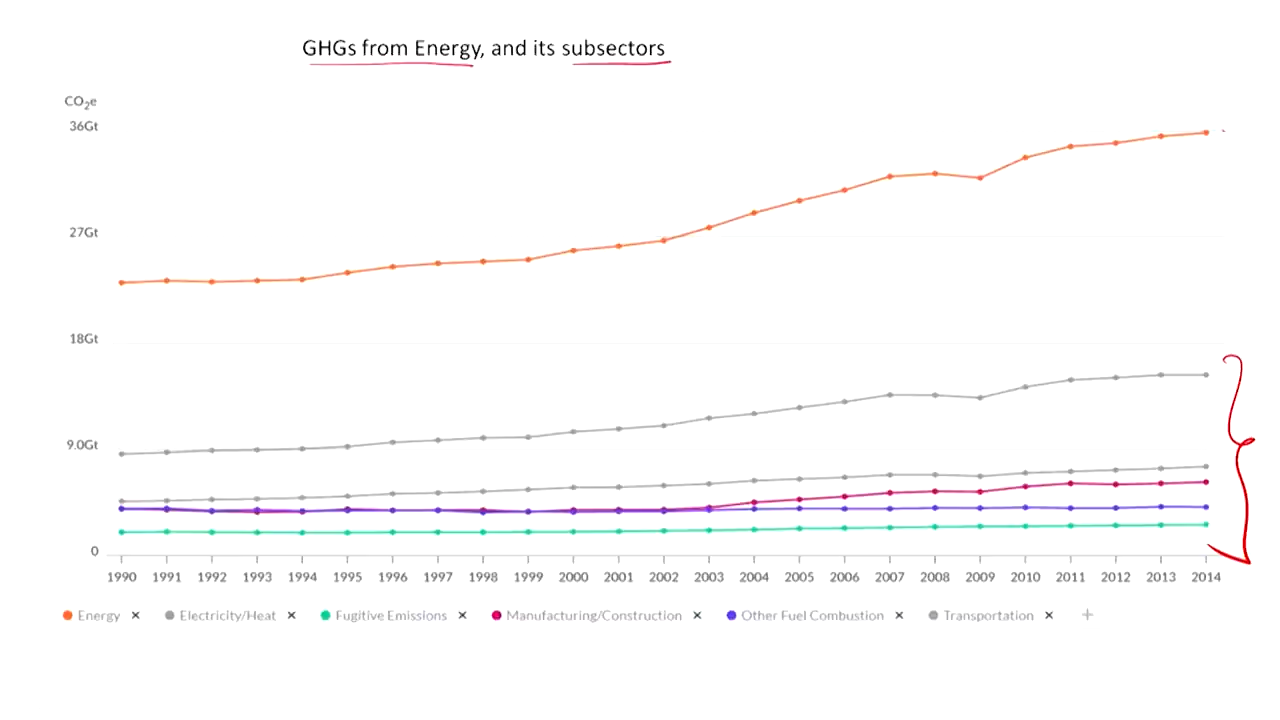 GHGs from Energy, and its subsectors
CO₂e
36Gt
27Gt
18Gt
9.0Gt
0
1990 1991 1992 1993 1994 1995 1996 1997 1998 1999 2000 2001 2002 2003 2004 2005 2006 2007 2008 2009 2010 2011 2012 2013 2014
Energy × Electricity/Heat × Fugitive Emissions × Manufacturing/Construction × Other Fuel Combustion × Transportation × +